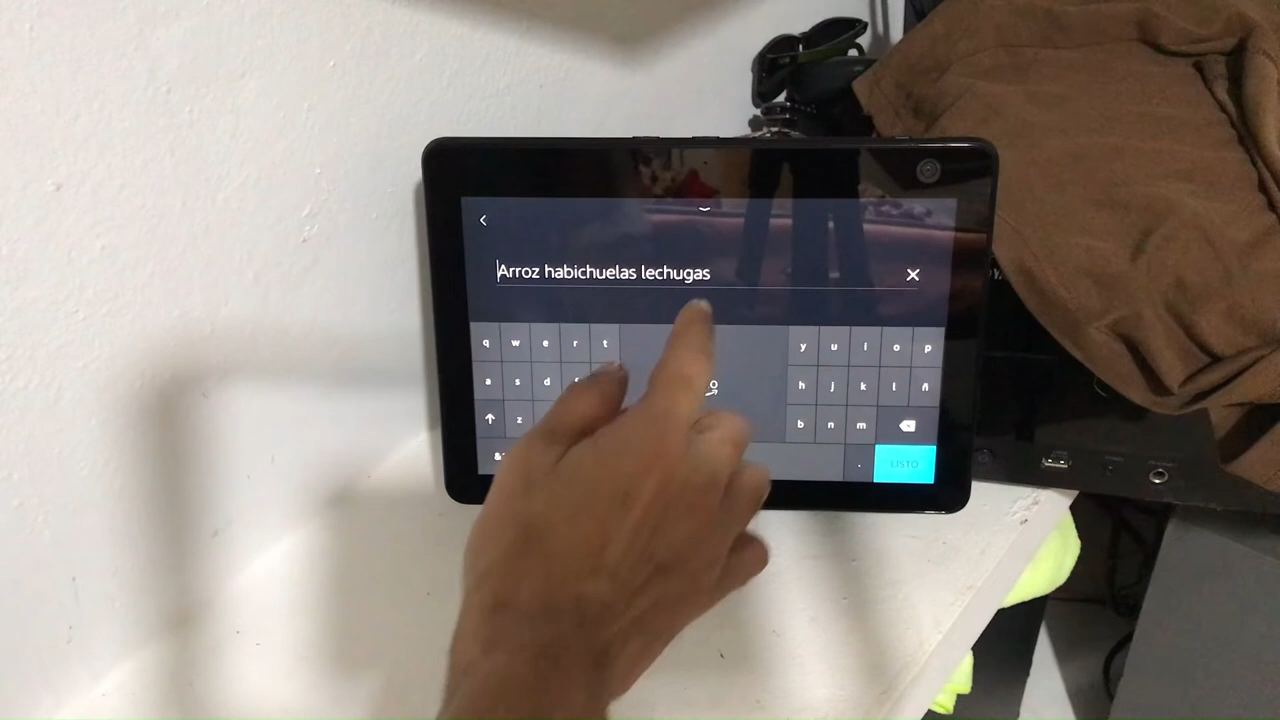 Arroz habichuelas lechugas
q w e r t y u i o p
a s d h j k l ñ
z b n m
.
LISTO